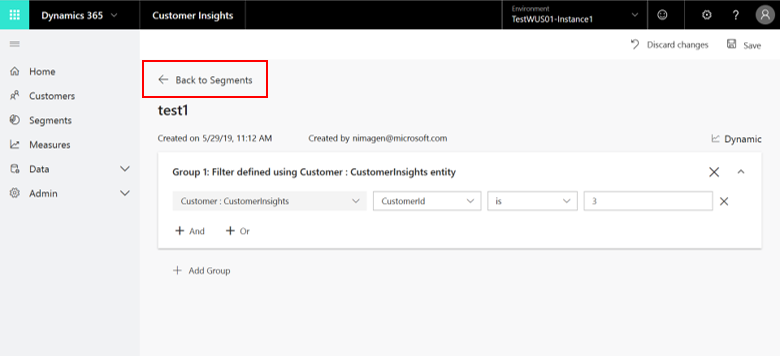 Dynamics 365
Customer Insights
Environment
TestWUS01-Instance1
?
Discard changes
Save
Home
Customers
Segments
Measures
Data
Admin
Back to Segments
test1
Created on 5/29/19, 11:12 AM
Created by nimagen@microsoft.com
Dynamic
Group 1: Filter defined using Customer : CustomerInsights entity
Customer : CustomerInsights
CustomerId
is
3
+ And
+ Or
+ Add Group